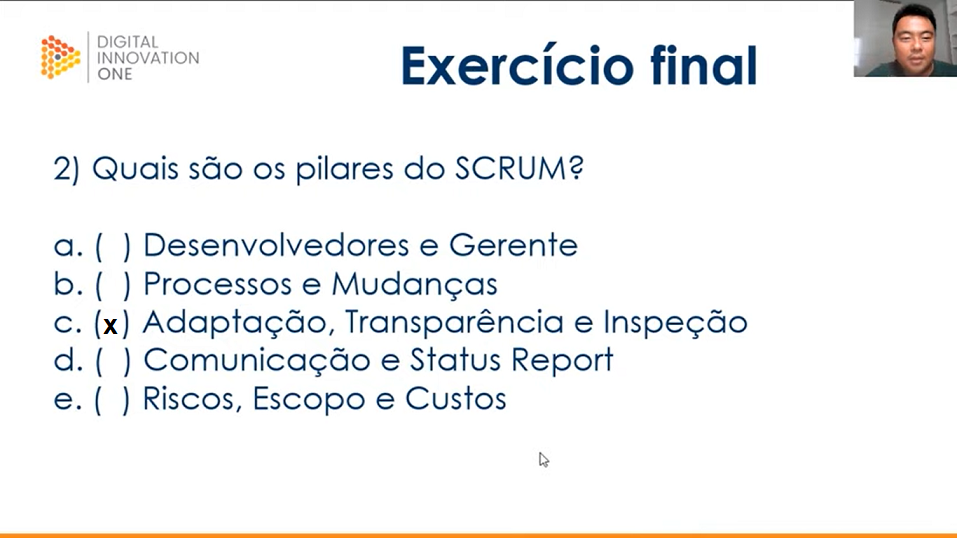 DIGITAL
INNOVATION
ONE
Exercício final
2) Quais são os pilares do SCRUM?
a. ( ) Desenvolvedores e Gerente
b. ( ) Processos e Mudanças
c. (x) Adaptação, Transparência e Inspeção
d. ( ) Comunicação e Status Report
e. ( ) Riscos, Escopo e Custos